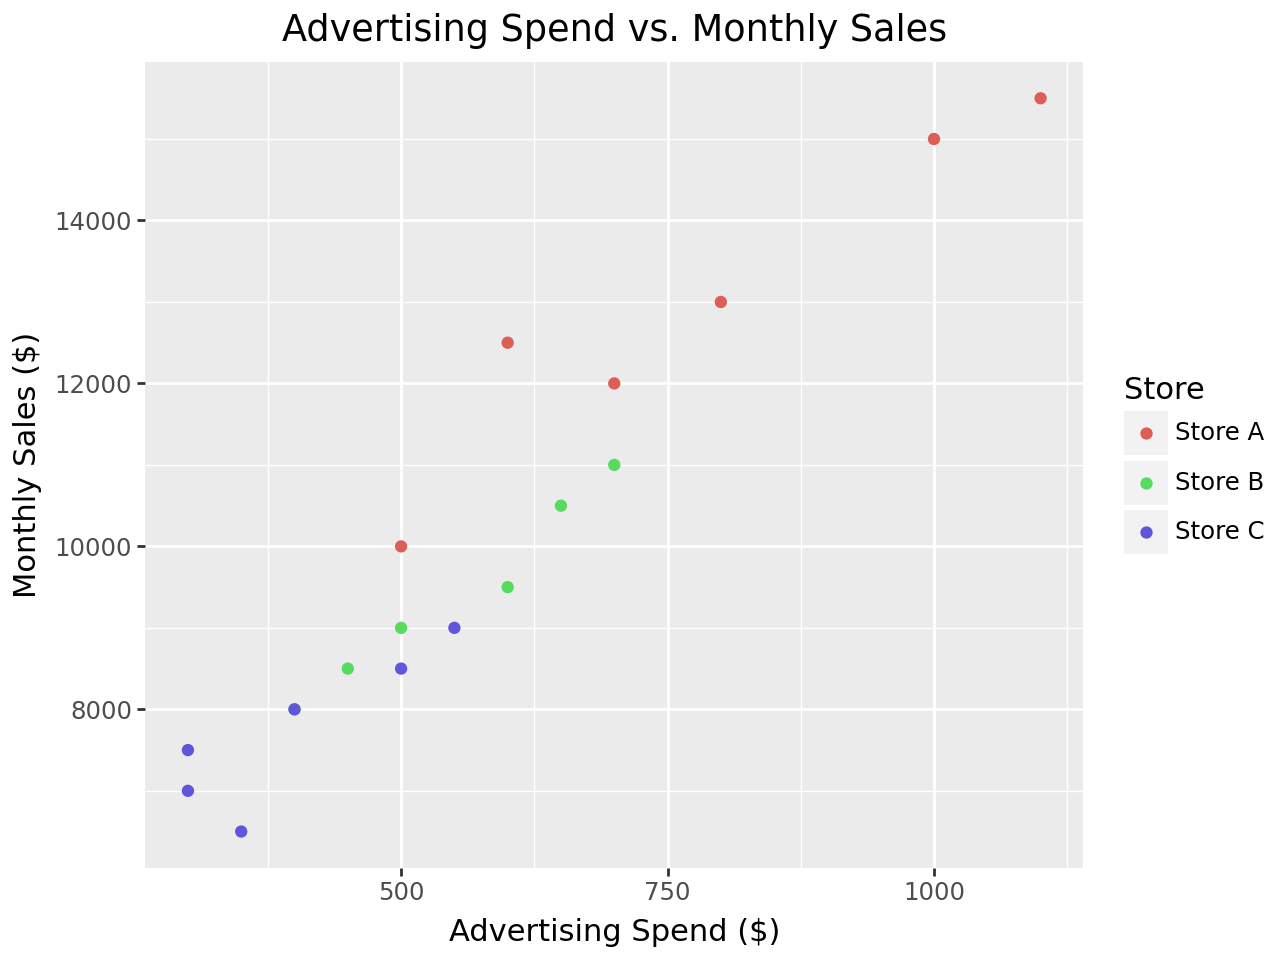 Advertising Spend vs. Monthly Sales
Monthly Sales ($)
14000
12000
10000
8000
500
750
1000
Advertising Spend ($)
Store
Store A
Store B
Store C